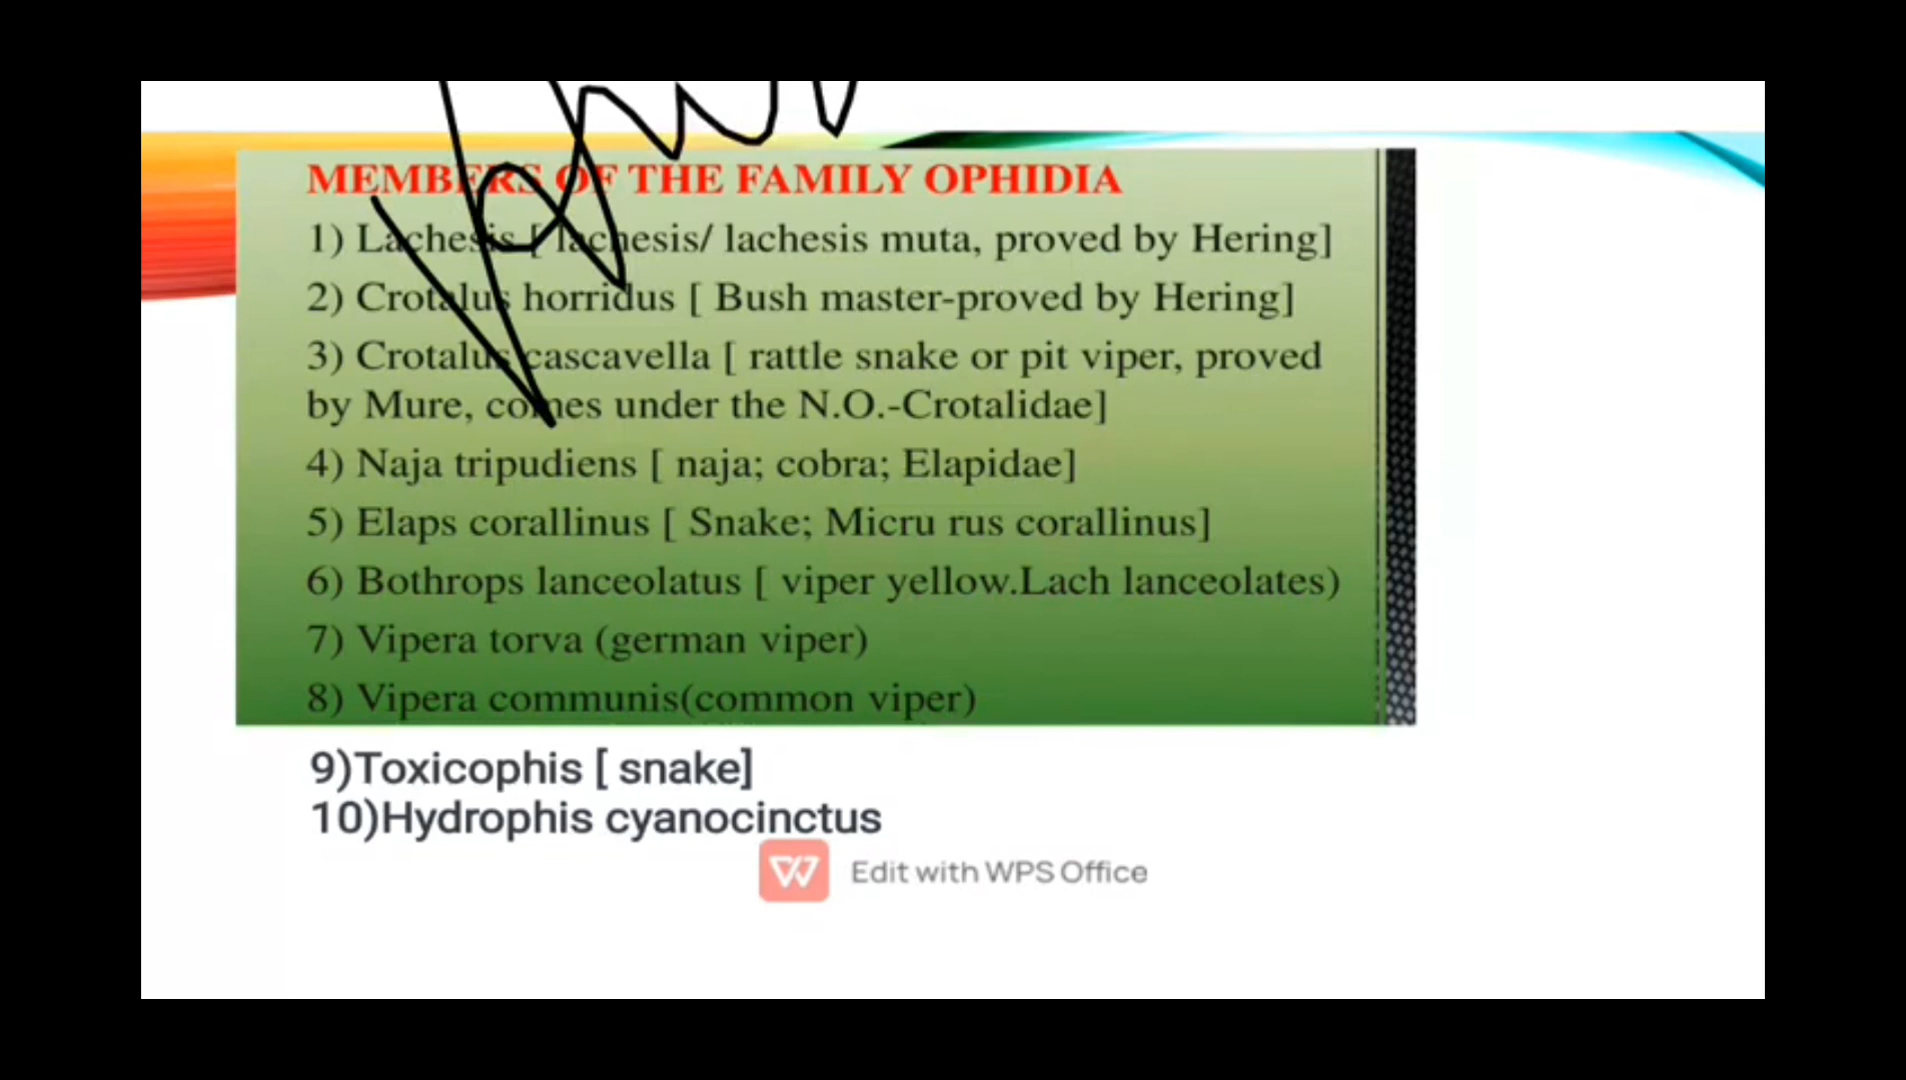 MEMBERS OF THE FAMILY OPHIDIA
1) Lachesis [ lachesis/ lachesis muta, proved by Hering]
2) Crotalus horridus [ Bush master-proved by Hering]
3) Crotalus cascavella [ rattle snake or pit viper, proved
by Mure, comes under the N.O.-Crotalidae]
4) Naja tripudiens [ naja; cobra; Elapidae]
5) Elaps corallinus [ Snake; Micru rus corallinus]
6) Bothrops lanceolatus [ viper yellow.Lach lanceolates)
7) Vipera torva (german viper)
8) Vipera communis(common viper)
9)Toxicophis [ snake]
10)Hydrophis cyanocinctus
Edit with WPS Office